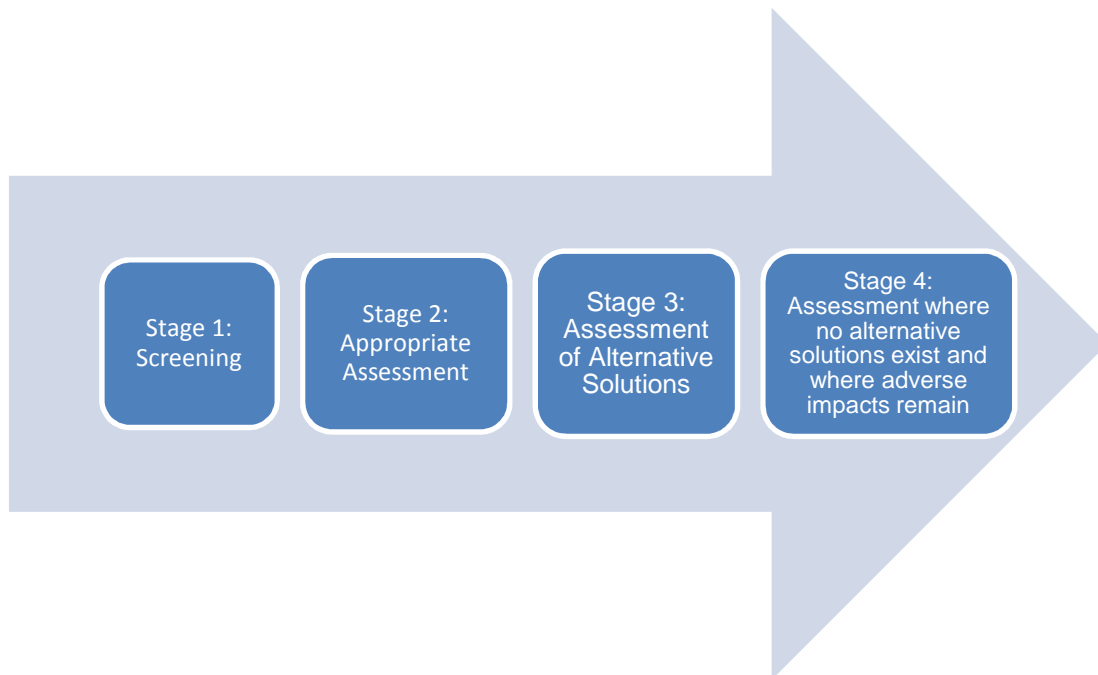 Stage 1:
Screening
Stage 2:
Appropriate
Assessment
Stage 3:
Assessment
of Alternative
Solutions
Stage 4:
Assessment where
no alternative
solutions exist and
where adverse
impacts remain